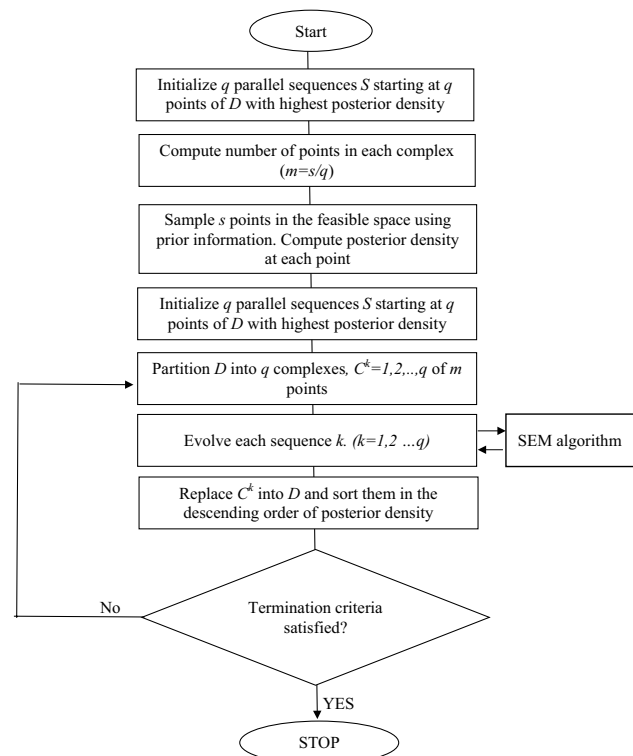 Start
Initialize q parallel sequences S starting at q
points of D with highest posterior density
Compute number of points in each complex
(m=s/q)
Sample s points in the feasible space using
prior information. Compute posterior density
at each point
Initialize q parallel sequences S starting at q
points of D with highest posterior density
Partition D into q complexes, C^k=1,2,..,q of m
points
Evolve each sequence k. (k=1,2 ...q)
SEM algorithm
Replace C^k into D and sort them in the
descending order of posterior density
No
Termination criteria
satisfied?
YES
STOP